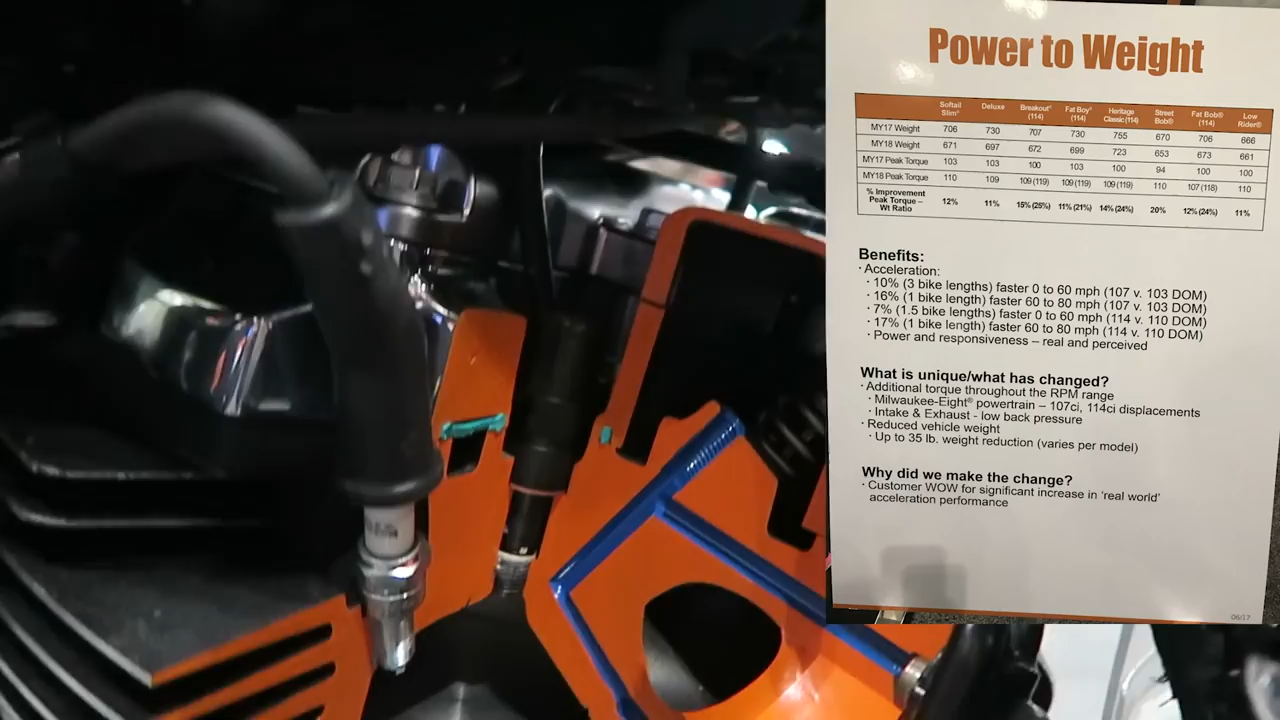 Power to Weight
Softail Slim® Deluxe Breakout® (114) Fat Boy® (114) Heritage Classic (114) Street Bob® Fat Bob® (114) Low Rider®
MY17 Weight 706 730 707 730 755 670 706 666
MY18 Weight 671 697 672 699 723 653 673 661
MY17 Peak Torque 103 103 100 103 100 94 100 100
MY18 Peak Torque 110 109 109 (119) 109 (119) 109 (119) 110 107 (118) 110
% Improvement Peak Torque – Wt Ratio 12% 11% 15% (25%) 11% (21%) 14% (24%) 20% 12% (24%) 11%
Benefits:
· Acceleration:
· 10% (3 bike lengths) faster 0 to 60 mph (107 v. 103 DOM)
· 16% (1 bike length) faster 60 to 80 mph (107 v. 103 DOM)
· 7% (1.5 bike lengths) faster 0 to 60 mph (114 v. 110 DOM)
· 17% (1 bike length) faster 60 to 80 mph (114 v. 110 DOM)
· Power and responsiveness – real and perceived
What is unique/what has changed?
· Additional torque throughout the RPM range
· Milwaukee-Eight® powertrain – 107ci, 114ci displacements
· Intake & Exhaust - low back pressure
· Reduced vehicle weight
· Up to 35 lb. weight reduction (varies per model)
Why did we make the change?
· Customer WOW for significant increase in ‘real world’
acceleration performance
06/17